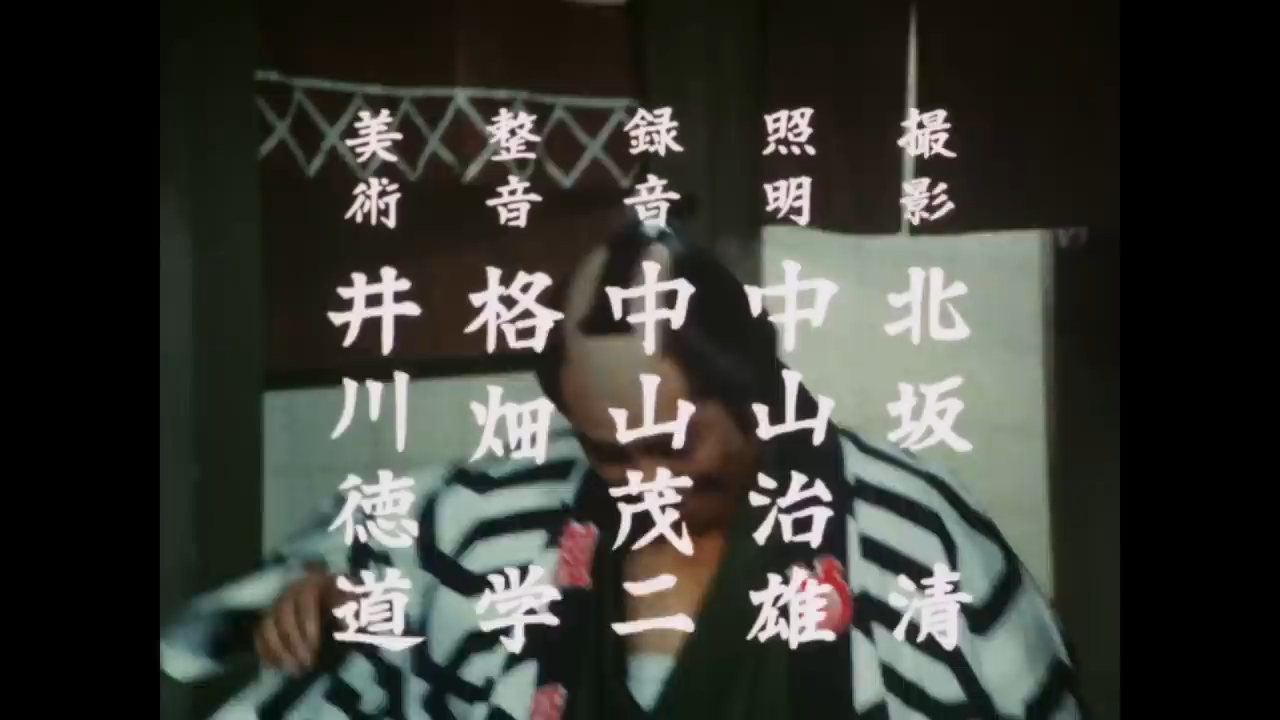 撮影 北坂清
照明 中山治雄
録音 中山茂二
整音 格畑学
美術 井川徳道